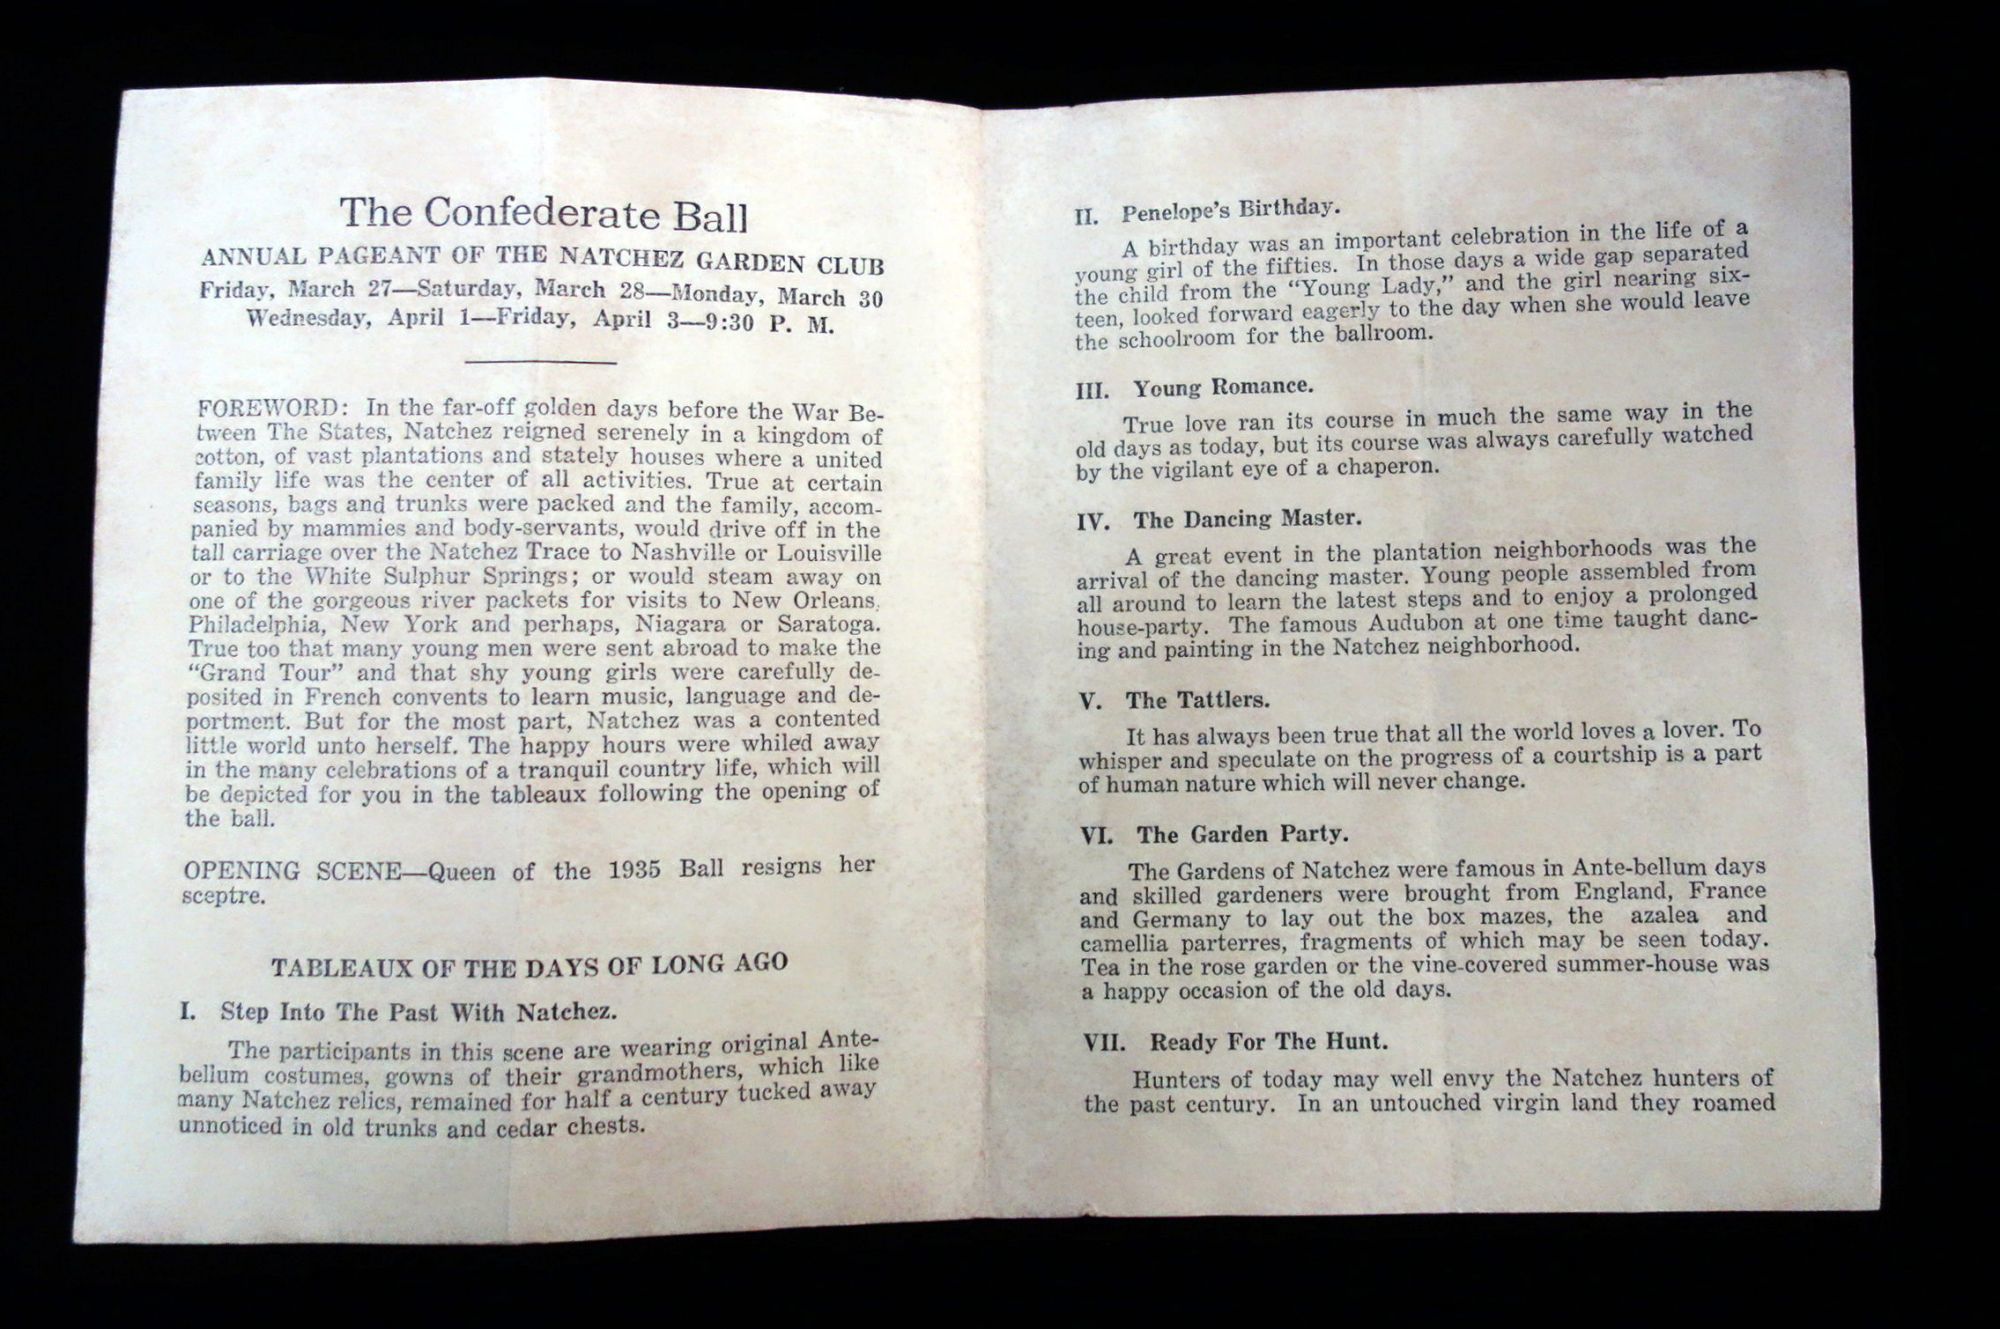 The Confederate Ball
ANNUAL PAGEANT OF THE NATCHEZ GARDEN CLUB
Friday, March 27—Saturday, March 28—Monday, March 30
Wednesday, April 1—Friday, April 3—9:30 P. M.
FOREWORD: In the far-off golden days before the War Be-
tween The States, Natchez reigned serenely in a kingdom of
cotton, of vast plantations and stately houses where a united
family life was the center of all activities. True at certain
seasons, bags and trunks were packed and the family, accom-
panied by mammies and body-servants, would drive off in the
tall carriage over the Natchez Trace to Nashville or Louisville
or to the White Sulphur Springs; or would steam away on
one of the gorgeous river packets for visits to New Orleans,
Philadelphia, New York and perhaps, Niagara or Saratoga.
True too that many young men were sent abroad to make the
“Grand Tour” and that shy young girls were carefully de-
posited in French convents to learn music, language and de-
portment. But for the most part, Natchez was a contented
little world unto herself. The happy hours were whiled away
in the many celebrations of a tranquil country life, which will
be depicted for you in the tableaux following the opening of
the ball.
OPENING SCENE—Queen of the 1935 Ball resigns her
sceptre.
TABLEAUX OF THE DAYS OF LONG AGO
I. Step Into The Past With Natchez.
The participants in this scene are wearing original Ante-
bellum costumes, gowns of their grandmothers, which like
many Natchez relics, remained for half a century tucked away
unnoticed in old trunks and cedar chests.
II. Penelope’s Birthday.
A birthday was an important celebration in the life of a
young girl of the fifties. In those days a wide gap separated
the child from the “Young Lady,” and the girl nearing six-
teen, looked forward eagerly to the day when she would leave
the schoolroom for the ballroom.
III. Young Romance.
True love ran its course in much the same way in the
old days as today, but its course was always carefully watched
by the vigilant eye of a chaperon.
IV. The Dancing Master.
A great event in the plantation neighborhoods was the
arrival of the dancing master. Young people assembled from
all around to learn the latest steps and to enjoy a prolonged
house-party. The famous Audubon at one time taught danc-
ing and painting in the Natchez neighborhood.
V. The Tattlers.
It has always been true that all the world loves a lover. To
whisper and speculate on the progress of a courtship is a part
of human nature which will never change.
VI. The Garden Party.
The Gardens of Natchez were famous in Ante-bellum days
and skilled gardeners were brought from England, France
and Germany to lay out the box mazes, the azalea and
camellia parterres, fragments of which may be seen today.
Tea in the rose garden or the vine-covered summer-house was
a happy occasion of the old days.
VII. Ready For The Hunt.
Hunters of today may well envy the Natchez hunters of
the past century. In an untouched virgin land they roamed